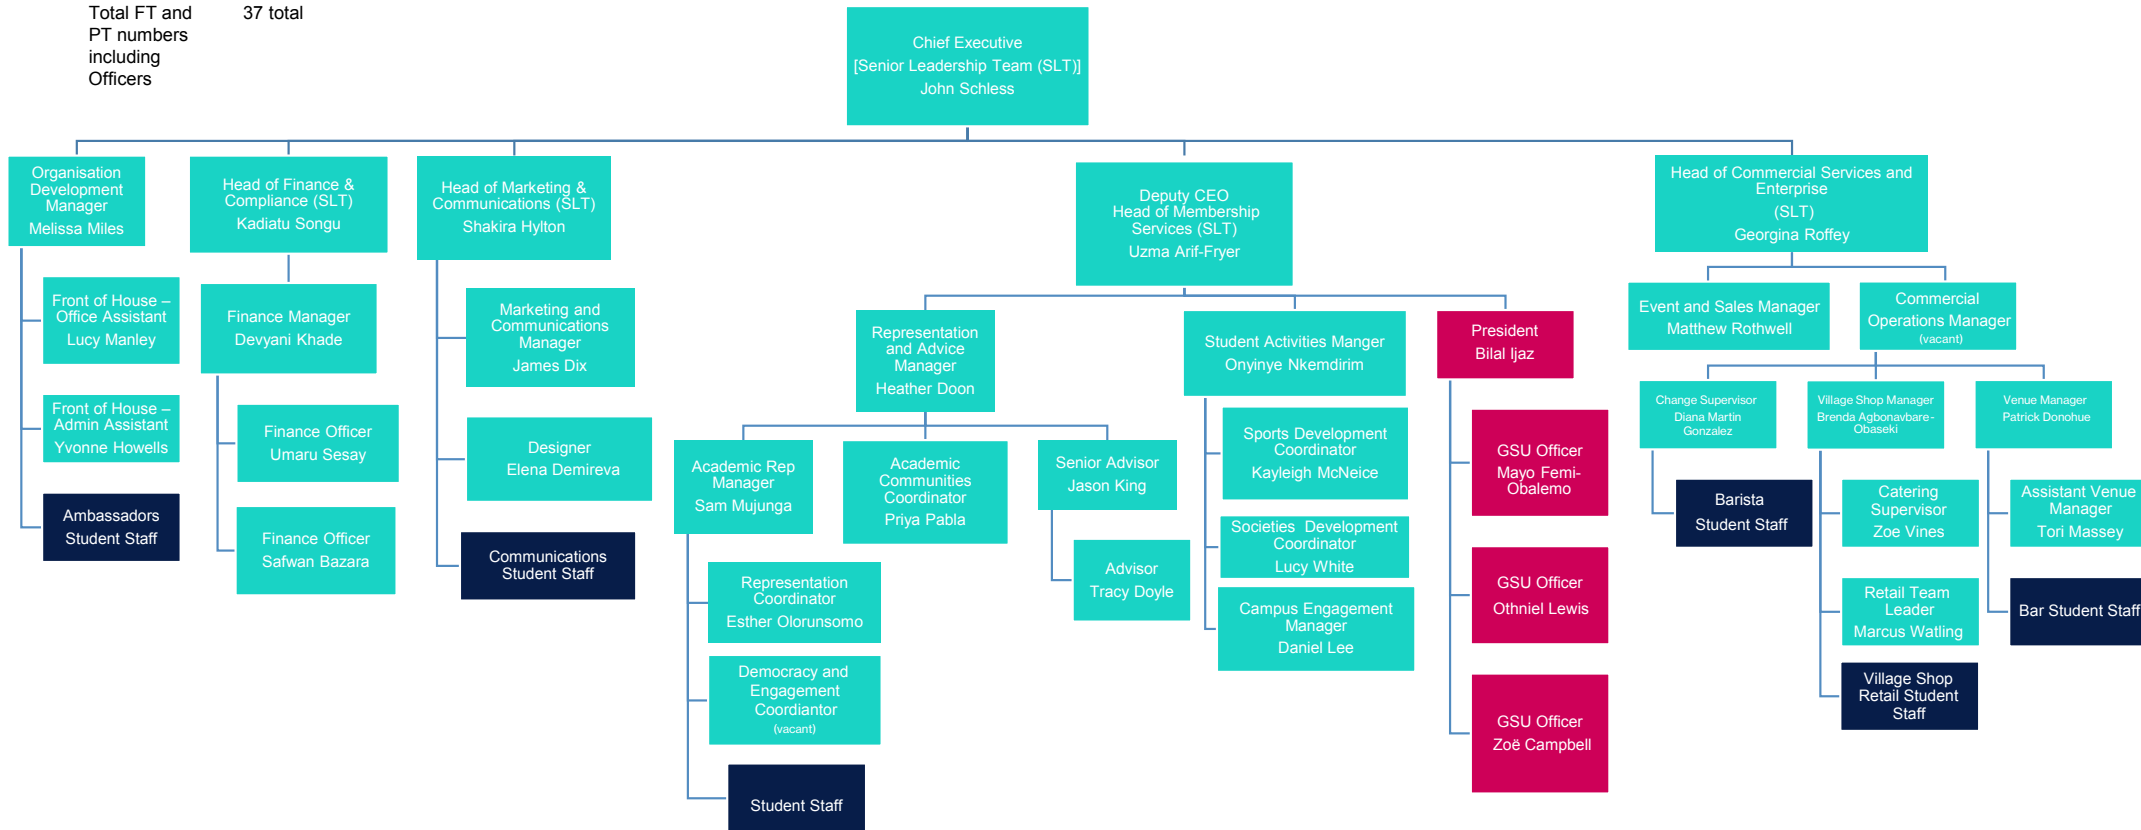 Total FT and
PT numbers
including
Officers
37 total
Chief Executive
[Senior Leadership Team (SLT)]
John Schless
Organisation
Development
Manager
Melissa Miles
Head of Finance &
Compliance (SLT)
Kadiatu Songu
Head of Marketing &
Communications (SLT)
Shakira Hylton
Deputy CEO
Head of Membership
Services (SLT)
Uzma Arif-Fryer
Head of Commercial Services and
Enterprise
(SLT)
Georgina Roffey
Front of House –
Office Assistant
Lucy Manley
Front of House –
Admin Assistant
Yvonne Howells
Ambassadors
Student Staff
Finance Manager
Devyani Khade
Finance Officer
Umaru Sesay
Finance Officer
Safwan Bazara
Marketing and
Communications
Manager
James Dix
Designer
Elena Demireva
Communications
Student Staff
Representation
and Advice
Manager
Heather Doon
Academic Rep
Manager
Sam Mujunga
Representation
Coordinator
Esther Olorunsomo
Democracy and
Engagement
Coordiantor
(vacant)
Student Staff
Academic
Communities
Coordinator
Priya Pabla
Senior Advisor
Jason King
Advisor
Tracy Doyle
Student Activities Manger
Onyinye Nkemdirim
Sports Development
Coordinator
Kayleigh McNeice
Societies Development
Coordinator
Lucy White
Campus Engagement
Manager
Daniel Lee
President
Bilal Ijaz
GSU Officer
Mayo Femi-
Obalemo
GSU Officer
Othniel Lewis
GSU Officer
Zoë Campbell
Event and Sales Manager
Matthew Rothwell
Commercial
Operations Manager
(vacant)
Change Supervisor
Diana Martin
Gonzalez
Barista
Student Staff
Village Shop Manager
Brenda Agbonavbare-
Obaseki
Catering
Supervisor
Zoe Vines
Retail Team
Leader
Marcus Watling
Village Shop
Retail Student
Staff
Venue Manager
Patrick Donohue
Assistant Venue
Manager
Tori Massey
Bar Student Staff